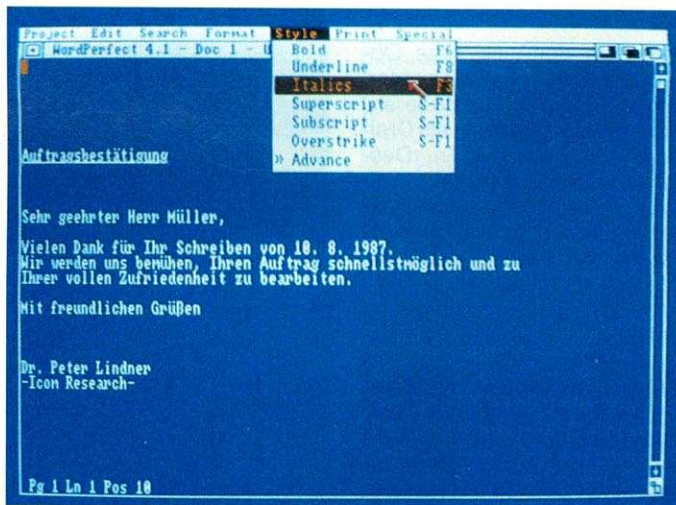 Project Edit Search Format Style Print Special
WordPerfect 4.1 - Doc 1 - U
Bold F6
Underline F8
Italics F3
Superscript S-F1
Subscript S-F1
Overstrike S-F1
» Advance
Auftragsbestätigung
Sehr geehrter Herr Müller,
Vielen Dank für Ihr Schreiben von 10. 8. 1987.
Wir werden uns bemühen, Ihren Auftrag schnellstmöglich und zu
Ihrer vollen Zufriedenheit zu bearbeiten.
Mit freundlichen Grüßen
Dr. Peter Lindner
-Icon Research-
Pg 1 Ln 1 Pos 10